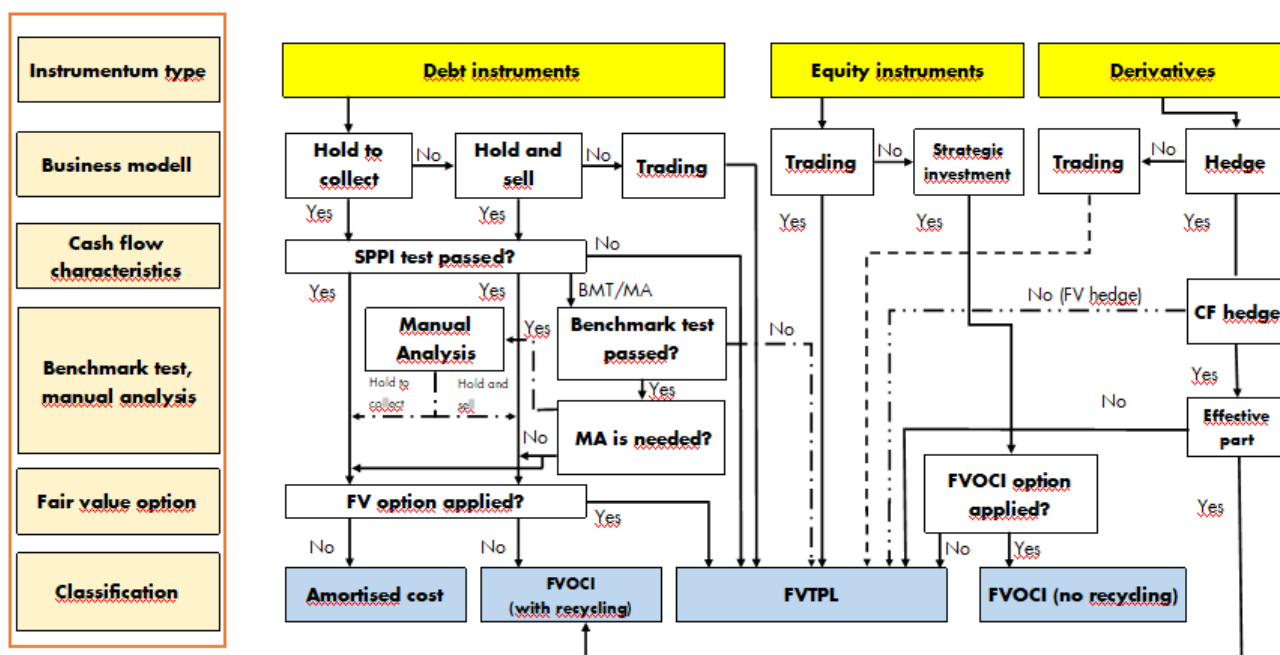 Instrumentum type
Business modell
Cash flow
characteristics
Benchmark test,
manual analysis
Fair value option
Classification
Debt instruments
Equity instruments
Derivatives
Hold to
collect
No
Hold and
sell
No
Trading
Trading
No
Strategic
investment
Trading
No
Hedge
Yes
Yes
Yes
Yes
Yes
SPPI test passed?
No
Yes
Yes
BMT/MA
No (FV hedge)
CF hedge
Manual
Analysis
Yes
Benchmark test
passed?
No
Hold to
collect
Hold and
sell
Yes
Yes
No
MA is needed?
No
Effective
part
FV option applied?
Yes
FVOCI option
applied?
Yes
No
No
No
Yes
Amortised cost
FVOCI
(with recycling)
FVTPL
FVOCI (no recycling)